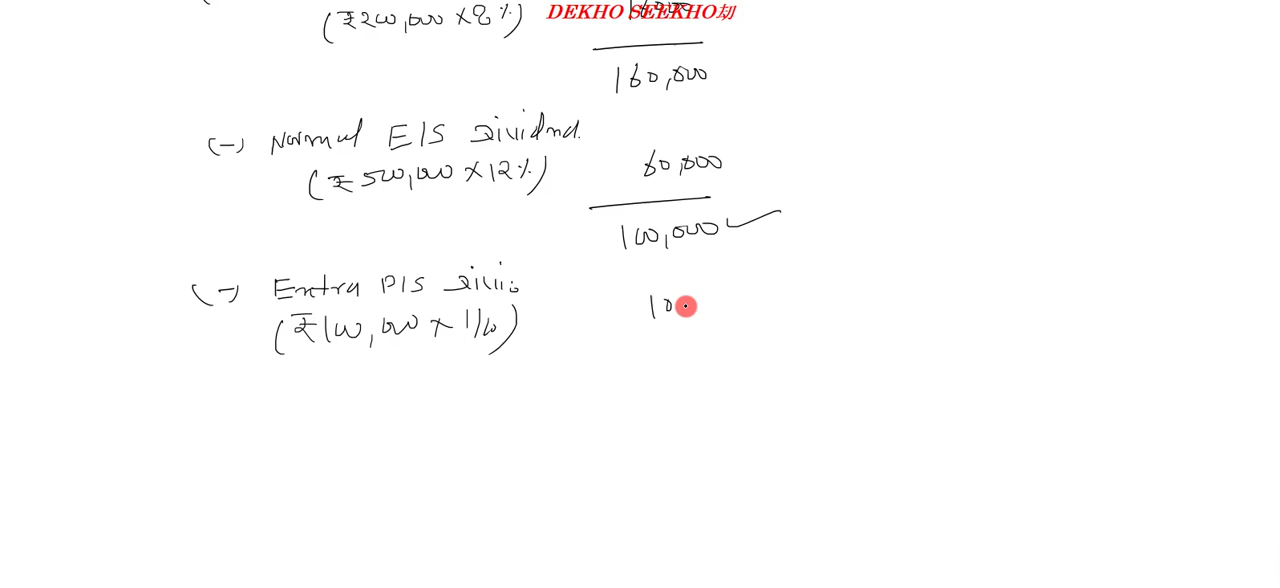 DEKHO SEEKHO
(₹200,000 × 8%)
160,000
(-) Normal E/S Dividend.
(₹500,000 × 12%) 60,000
100,000 ✓
(-) Extra P/S Divi
(₹100,000 × 1/10) 10